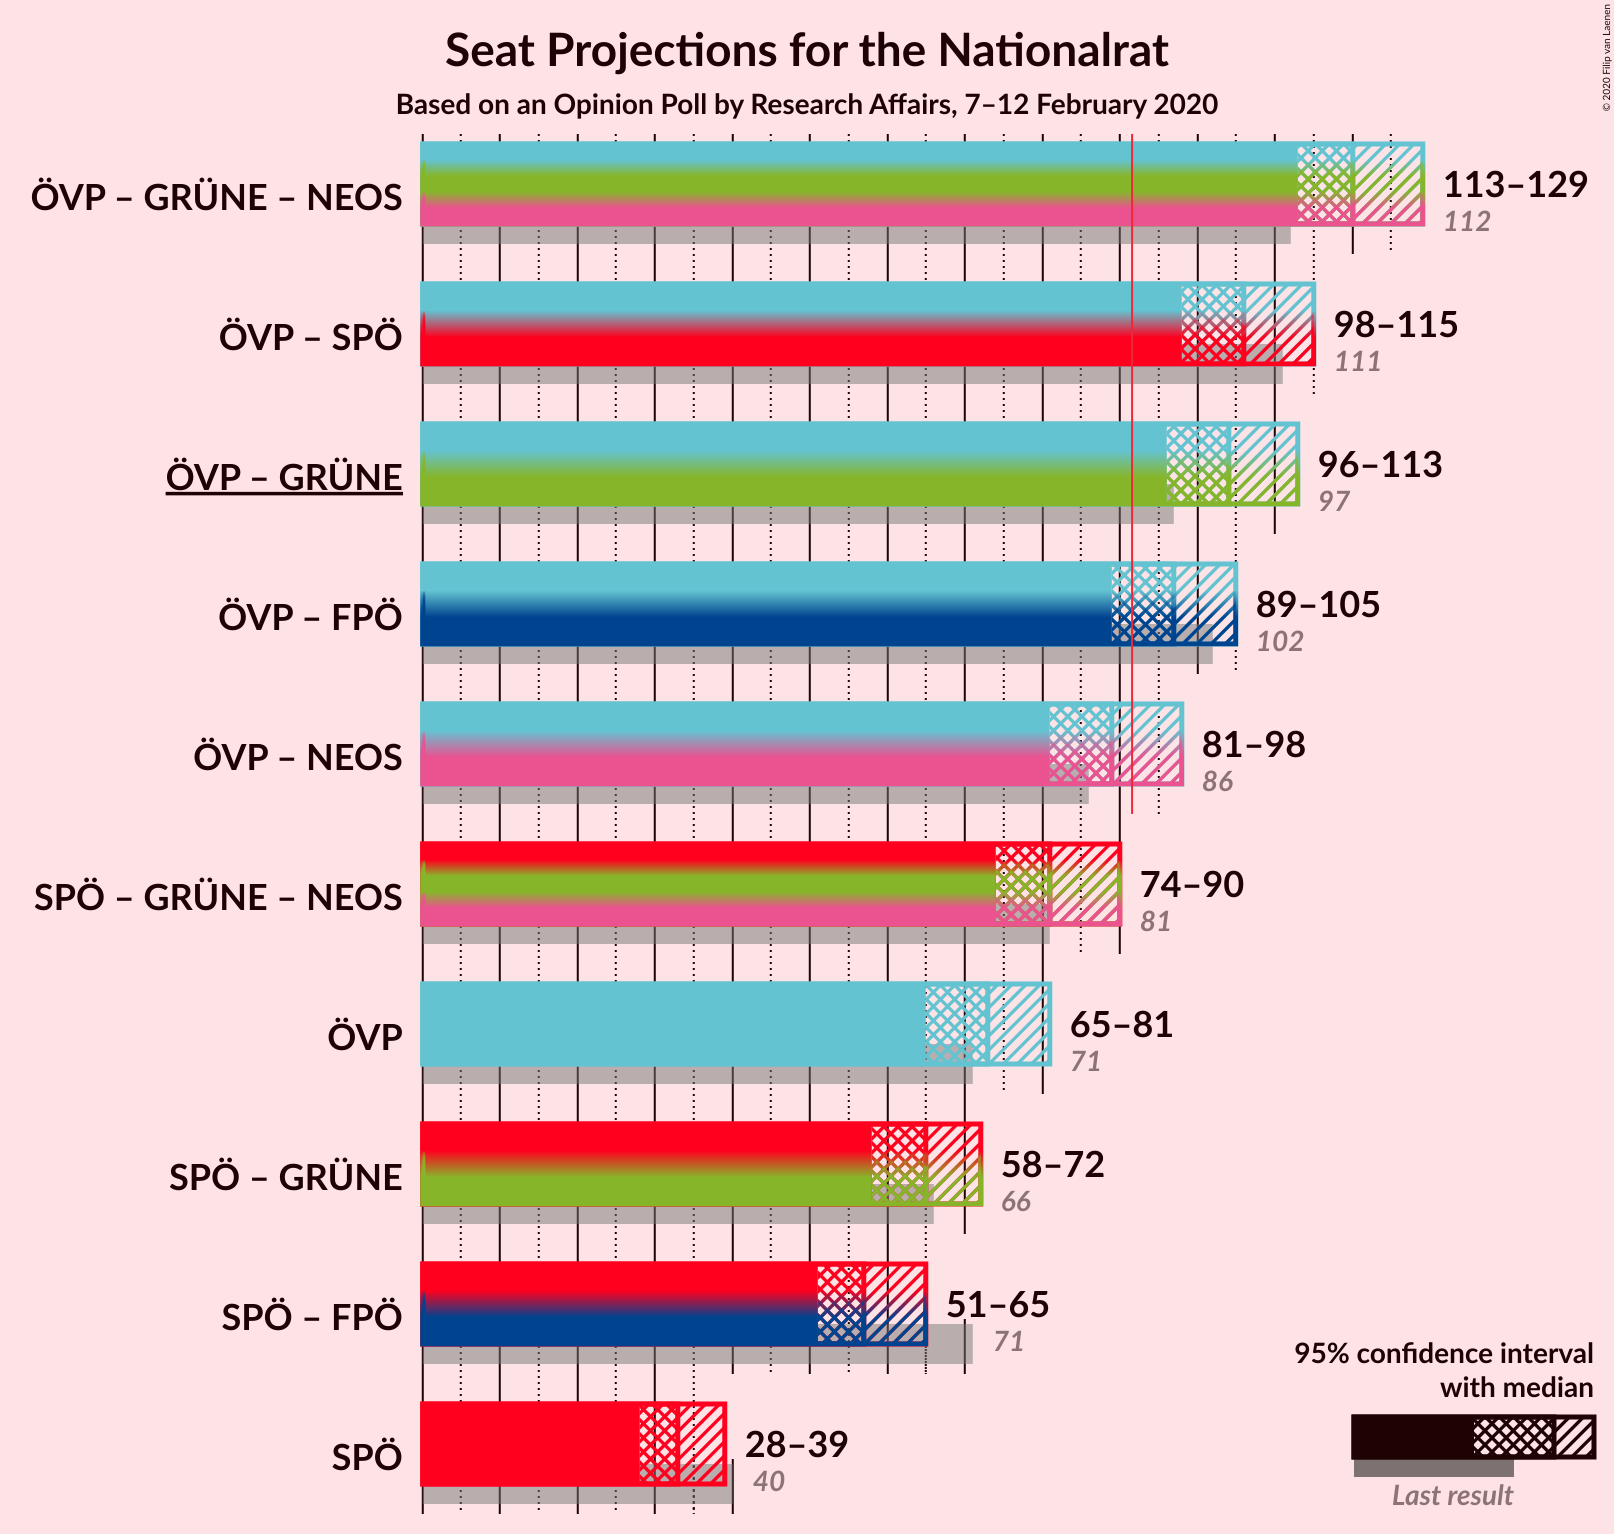 Seat Projections for the Nationalrat
Based on an Opinion Poll by Research Affairs, 7–12 February 2020
© 2020 Filip van Laenen
ÖVP – GRÜNE – NEOS
113–129
112
ÖVP – SPÖ
98–115
111
ÖVP – GRÜNE
96–113
97
ÖVP – FPÖ
89–105
102
ÖVP – NEOS
81–98
86
SPÖ – GRÜNE – NEOS
74–90
81
ÖVP
65–81
71
SPÖ – GRÜNE
58–72
66
SPÖ – FPÖ
51–65
71
SPÖ
28–39
40
95% confidence interval
with median
Last result